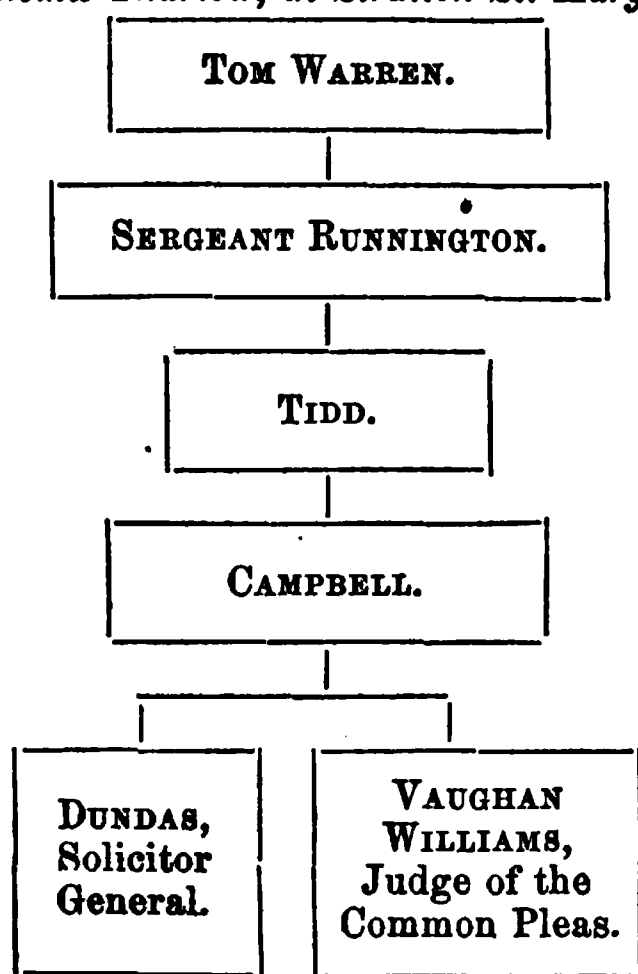 TOM WARREN.
SERGEANT RUNNINGTON.
TIDD.
CAMPBELL.
DUNDAS,
Solicitor
General.
VAUGHAN
WILLIAMS,
Judge of the
Common Pleas.